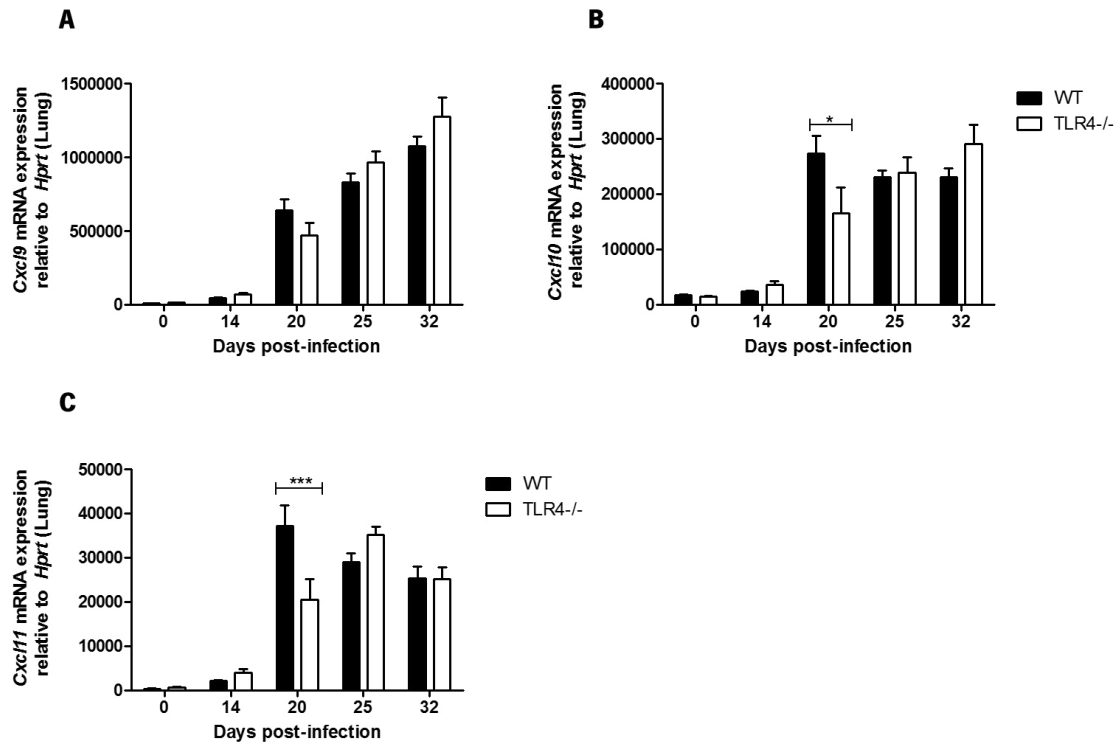 A
Cxcl9 mRNA expression
relative to Hprt (Lung)
1500000
1000000
500000
0
0 14 20 25 32
Days post-infection
B
Cxcl10 mRNA expression
relative to Hprt (Lung)
400000
300000
200000
100000
0
*
0 14 20 25 32
Days post-infection
WT
TLR4-/-
C
Cxcl11 mRNA expression
relative to Hprt (Lung)
50000
40000
30000
20000
10000
0
***
0 14 20 25 32
Days post-infection
WT
TLR4-/-